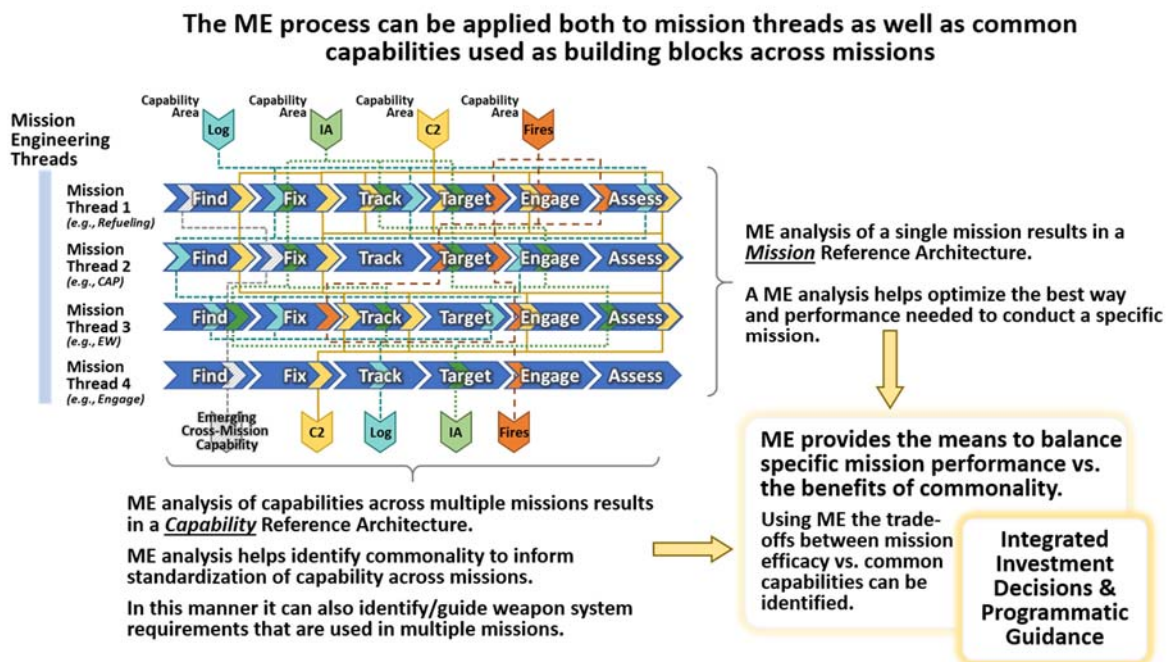 The ME process can be applied both to mission threads as well as common
capabilities used as building blocks across missions
Mission
Engineering
Threads
Capability
Area
Log
Capability
Area
IA
Capability
Area
C2
Capability
Area
Fires
Mission
Thread 1
(e.g., Refueling)
Find Fix Track Target Engage Assess
Mission
Thread 2
(e.g., CAP)
Find Fix Track Target Engage Assess
Mission
Thread 3
(e.g., EW)
Find Fix Track Target Engage Assess
Mission
Thread 4
(e.g., Engage)
Find Fix Track Target Engage Assess
Emerging
Cross-Mission
Capability
C2
Log
IA
Fires
ME analysis of a single mission results in a
Mission Reference Architecture.
A ME analysis helps optimize the best way
and performance needed to conduct a specific
mission.
ME analysis of capabilities across multiple missions results
in a Capability Reference Architecture.
ME analysis helps identify commonality to inform
standardization of capability across missions.
In this manner it can also identify/guide weapon system
requirements that are used in multiple missions.
ME provides the means to balance
specific mission performance vs.
the benefits of commonality.
Using ME the trade-
offs between mission
efficacy vs. common
capabilities can be
identified.
Integrated
Investment
Decisions &
Programmatic
Guidance